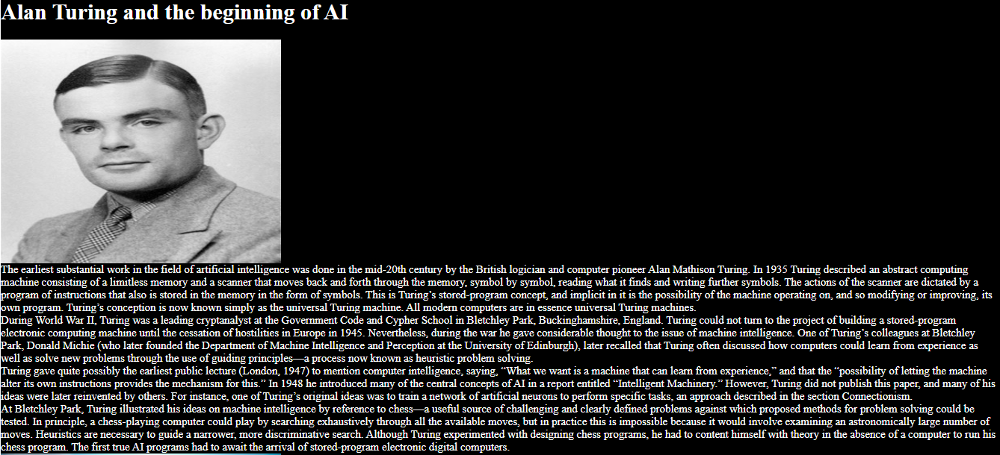 Alan Turing and the beginning of AI
The earliest substantial work in the field of artificial intelligence was done in the mid-20th century by the British logician and computer pioneer Alan Mathison Turing. In 1935 Turing described an abstract computing
machine consisting of a limitless memory and a scanner that moves back and forth through the memory, symbol by symbol, reading what it finds and writing further symbols. The actions of the scanner are dictated by a
program of instructions that also is stored in the memory in the form of symbols. This is Turing’s stored-program concept, and implicit in it is the possibility of the machine operating on, and so modifying or improving, its
own program. Turing’s conception is now known simply as the universal Turing machine. All modern computers are in essence universal Turing machines.
During World War II, Turing was a leading cryptanalyst at the Government Code and Cypher School in Bletchley Park, Buckinghamshire, England. Turing could not turn to the project of building a stored-program
electronic computing machine until the cessation of hostilities in Europe in 1945. Nevertheless, during the war he gave considerable thought to the issue of machine intelligence. One of Turing’s colleagues at Bletchley
Park, Donald Michie (who later founded the Department of Machine Intelligence and Perception at the University of Edinburgh), later recalled that Turing often discussed how computers could learn from experience as
well as solve new problems through the use of guiding principles—a process now known as heuristic problem solving.
Turing gave quite possibly the earliest public lecture (London, 1947) to mention computer intelligence, saying, “What we want is a machine that can learn from experience,” and that the “possibility of letting the machine
alter its own instructions provides the mechanism for this.” In 1948 he introduced many of the central concepts of AI in a report entitled “Intelligent Machinery.” However, Turing did not publish this paper, and many of his
ideas were later reinvented by others. For instance, one of Turing’s original ideas was to train a network of artificial neurons to perform specific tasks, an approach described in the section Connectionism.
At Bletchley Park, Turing illustrated his ideas on machine intelligence by reference to chess—a useful source of challenging and clearly defined problems against which proposed methods for problem solving could be
tested. In principle, a chess-playing computer could play by searching exhaustively through all the available moves, but in practice this is impossible because it would involve examining an astronomically large number of
moves. Heuristics are necessary to guide a narrower, more discriminative search. Although Turing experimented with designing chess programs, he had to content himself with theory in the absence of a computer to run his
chess program. The first true AI programs had to await the arrival of stored-program electronic digital computers.